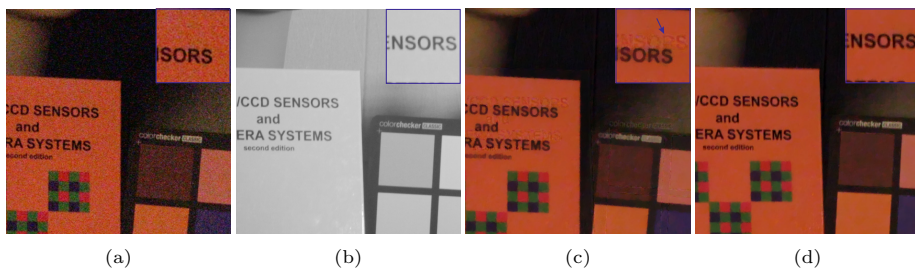 ISORS
ENSORS
SORS
ENSORS
CCD SENSORS
and
ERA SYSTEMS
second edition
colorchecker CLASSIC
/CCD SENSORS
and
ERA SYSTEMS
second edition
colorchecker CLASSIC
CCD SENSORS
and
ERA SYSTEMS
second edition
colorchecker CLASSIC
/CCD SENSORS
and
ERA SYSTEMS
second edition
colorchecker CLASSIC
(a) (b) (c) (d)